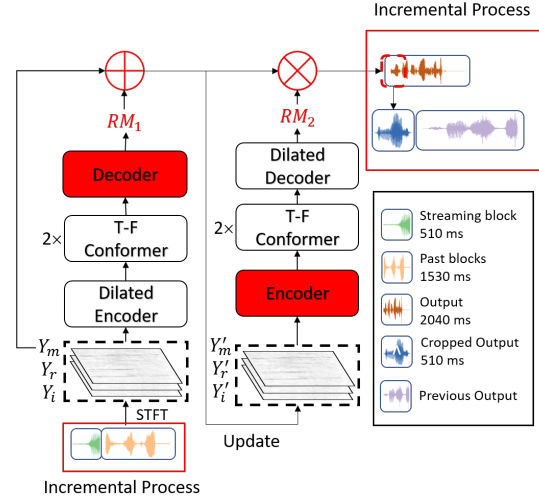 Incremental Process
RM₁
RM₂
Decoder
Dilated
Decoder
2×
T-F
Conformer
2×
T-F
Conformer
Dilated
Encoder
Encoder
Yₘ
Yᵣ
Yᵢ
Y′ₘ
Y′ᵣ
Y′ᵢ
STFT
Update
Incremental Process
Streaming block
510 ms
Past blocks
1530 ms
Output
2040 ms
Cropped Output
510 ms
Previous Output